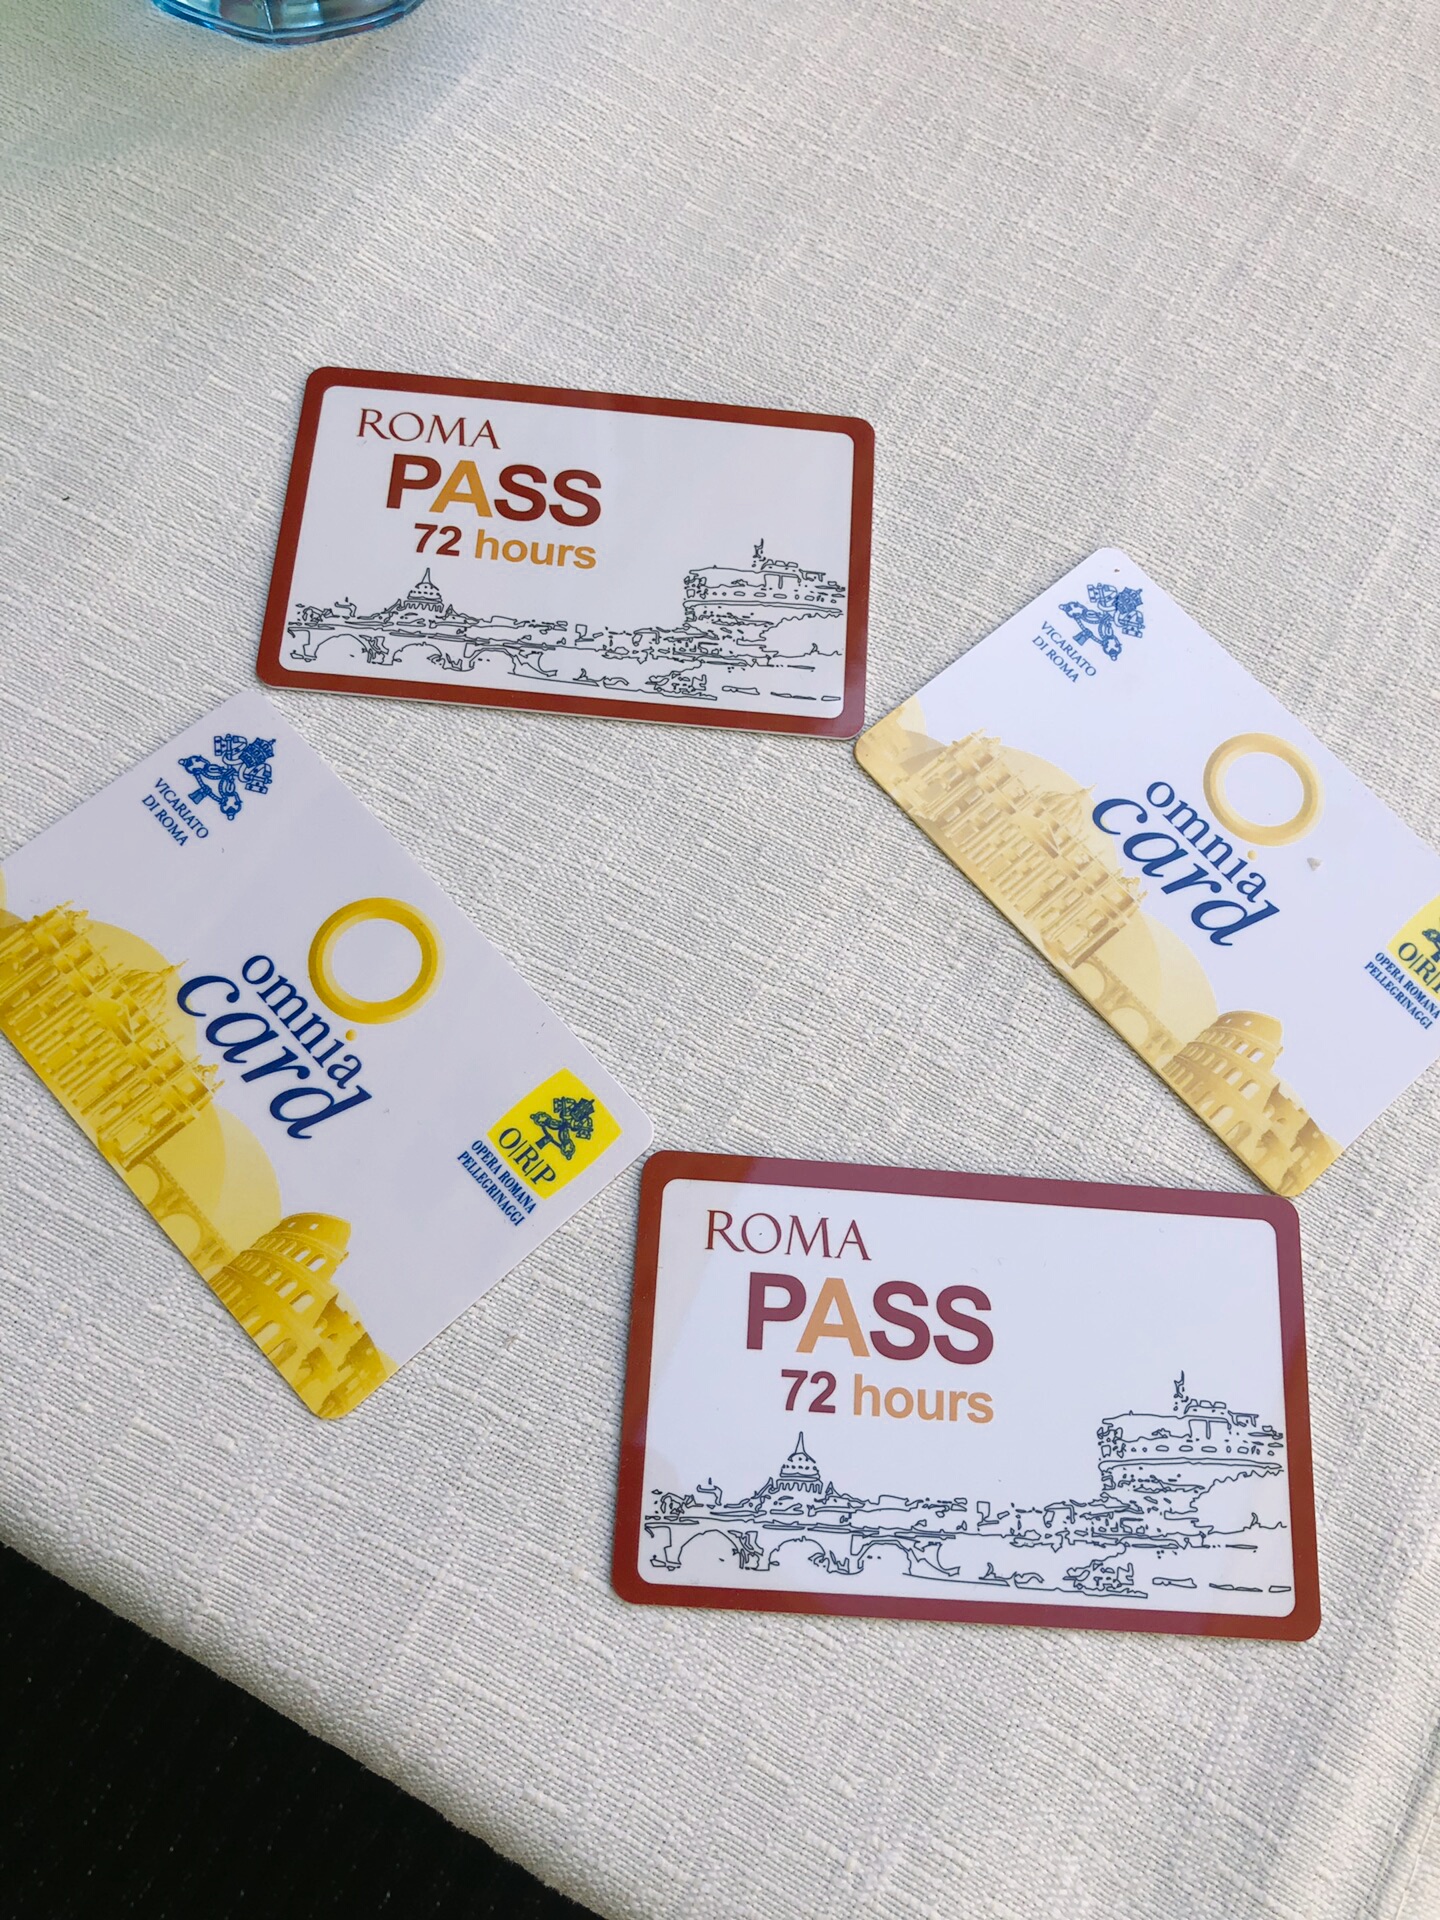 ROMA
PASS
72 hours
VICARIATO
DI ROMA
omnia
card
OPERA ROMANA
PELLEGRINAGGI
VICARIATO
DI ROMA
omnia
card
O|R|P
OPERA ROMANA
PELLEGRINAGGI
ROMA
PASS
72 hours